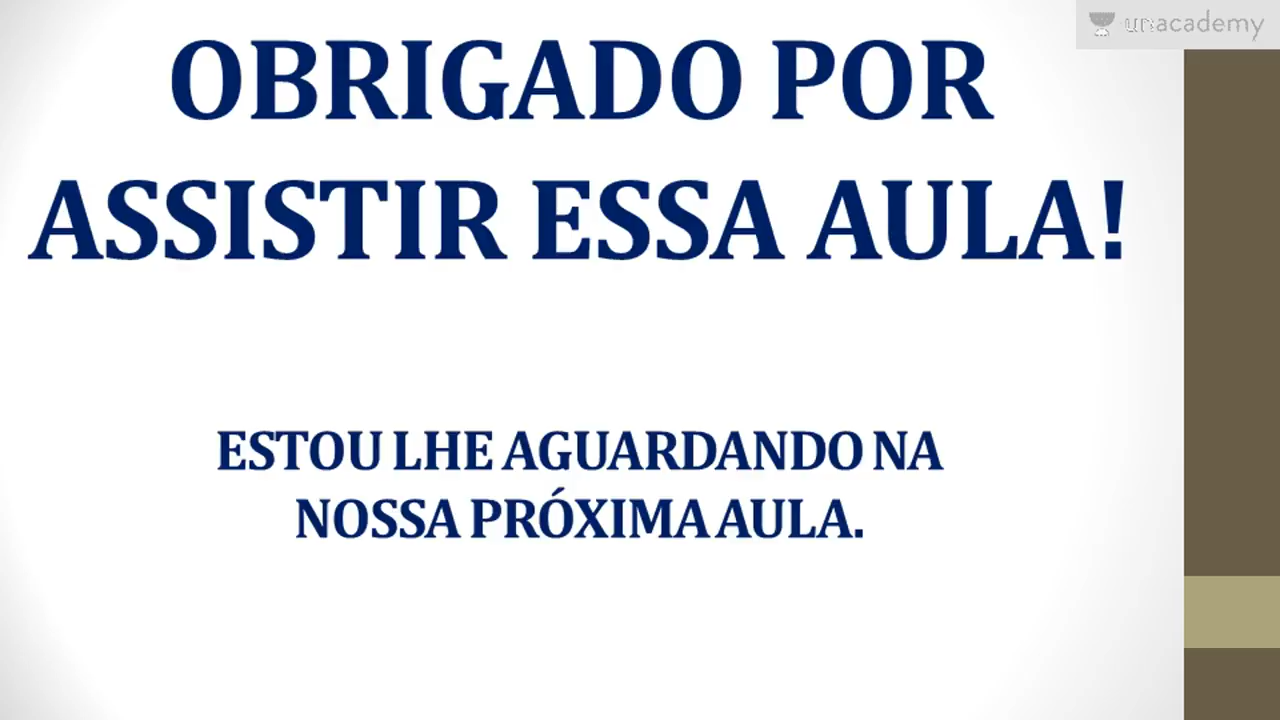 unacademy
OBRIGADO POR
ASSISTIR ESSA AULA!
ESTOU LHE AGUARDANDO NA
NOSSA PRÓXIMA AULA.